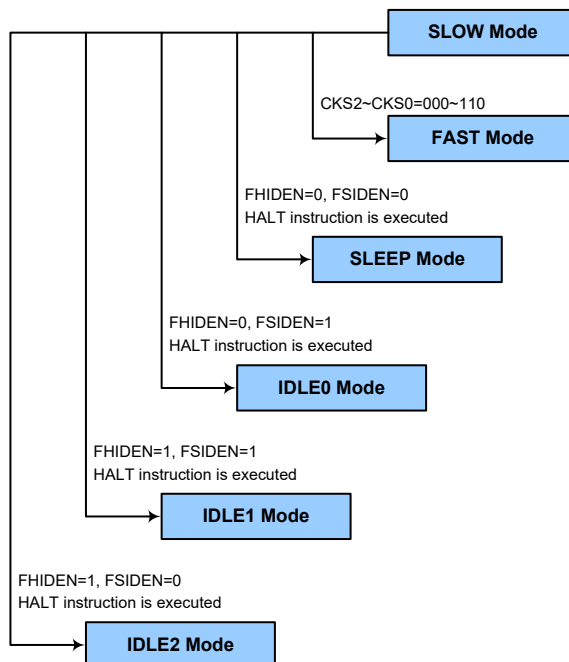 SLOW Mode
CKS2~CKS0=000~110
FAST Mode
FHIDEN=0, FSIDEN=0
HALT instruction is executed
SLEEP Mode
FHIDEN=0, FSIDEN=1
HALT instruction is executed
IDLE0 Mode
FHIDEN=1, FSIDEN=1
HALT instruction is executed
IDLE1 Mode
FHIDEN=1, FSIDEN=0
HALT instruction is executed
IDLE2 Mode